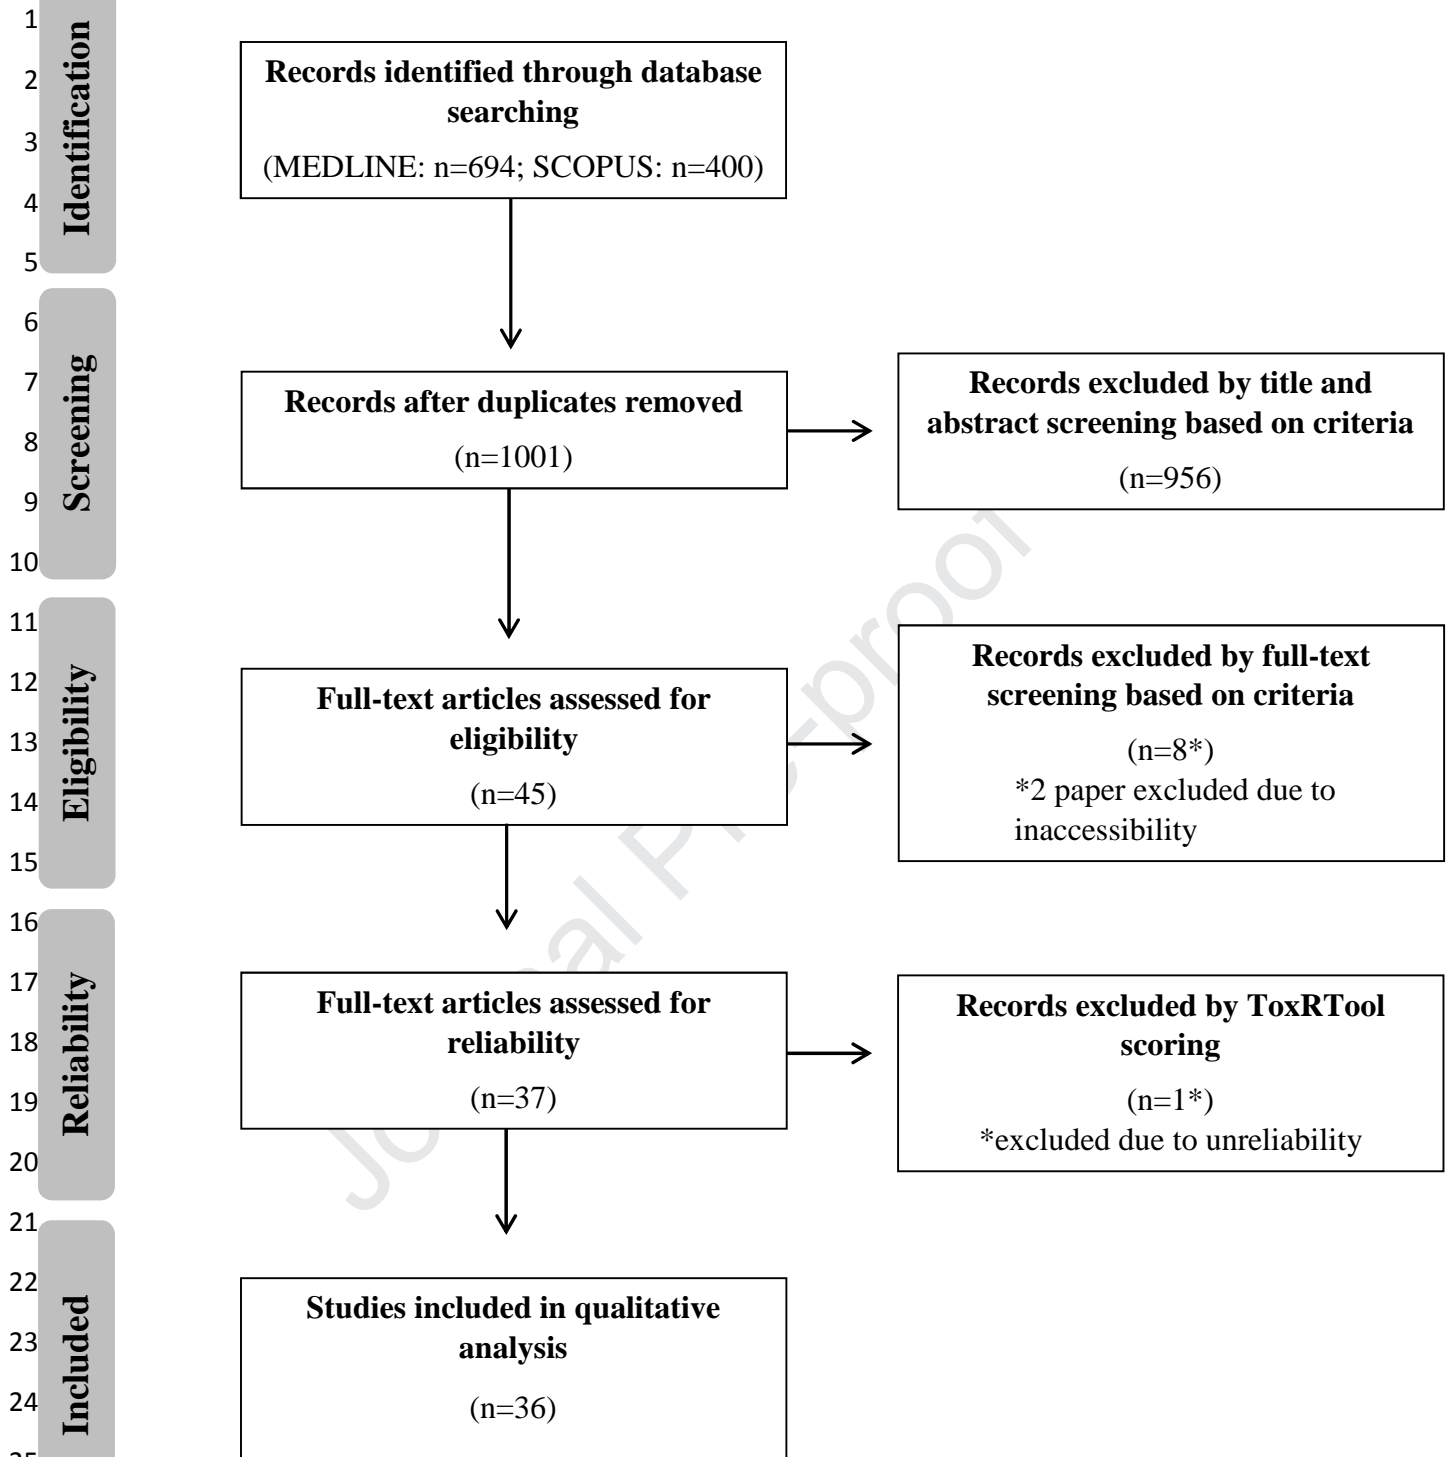 1
2
3
4
5
Identification
Records identified through database
searching
(MEDLINE: n=694; SCOPUS: n=400)
6
7
8
9
10
Screening
Records after duplicates removed
(n=1001)
Records excluded by title and
abstract screening based on criteria
(n=956)
11
12
13
14
15
Eligibility
Full-text articles assessed for
eligibility
(n=45)
Records excluded by full-text
screening based on criteria
(n=8*)
*2 paper excluded due to
inaccessibility
16
17
18
19
20
Reliability
Full-text articles assessed for
reliability
(n=37)
Records excluded by ToxRTool
scoring
(n=1*)
*excluded due to unreliability
21
22
23
24
25
Included
Studies included in qualitative
analysis
(n=36)
Journal Pre-proof